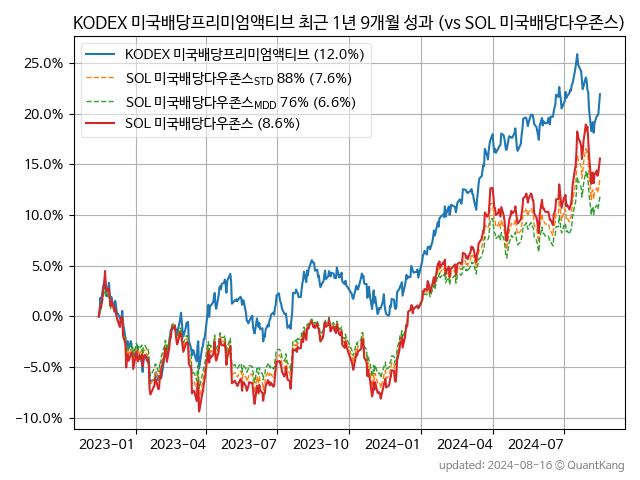 KODEX 미국배당프리미엄액티브 최근 1년 9개월 성과 (vs SOL 미국배당다우존스)
KODEX 미국배당프리미엄액티브 (12.0%)
SOL 미국배당다우존스STD 88% (7.6%)
SOL 미국배당다우존스MDD 76% (6.6%)
SOL 미국배당다우존스 (8.6%)
25.0%
20.0%
15.0%
10.0%
5.0%
0.0%
−5.0%
−10.0%
2023-01 2023-04 2023-07 2023-10 2024-01 2024-04 2024-07
updated: 2024-08-16 © QuantKang